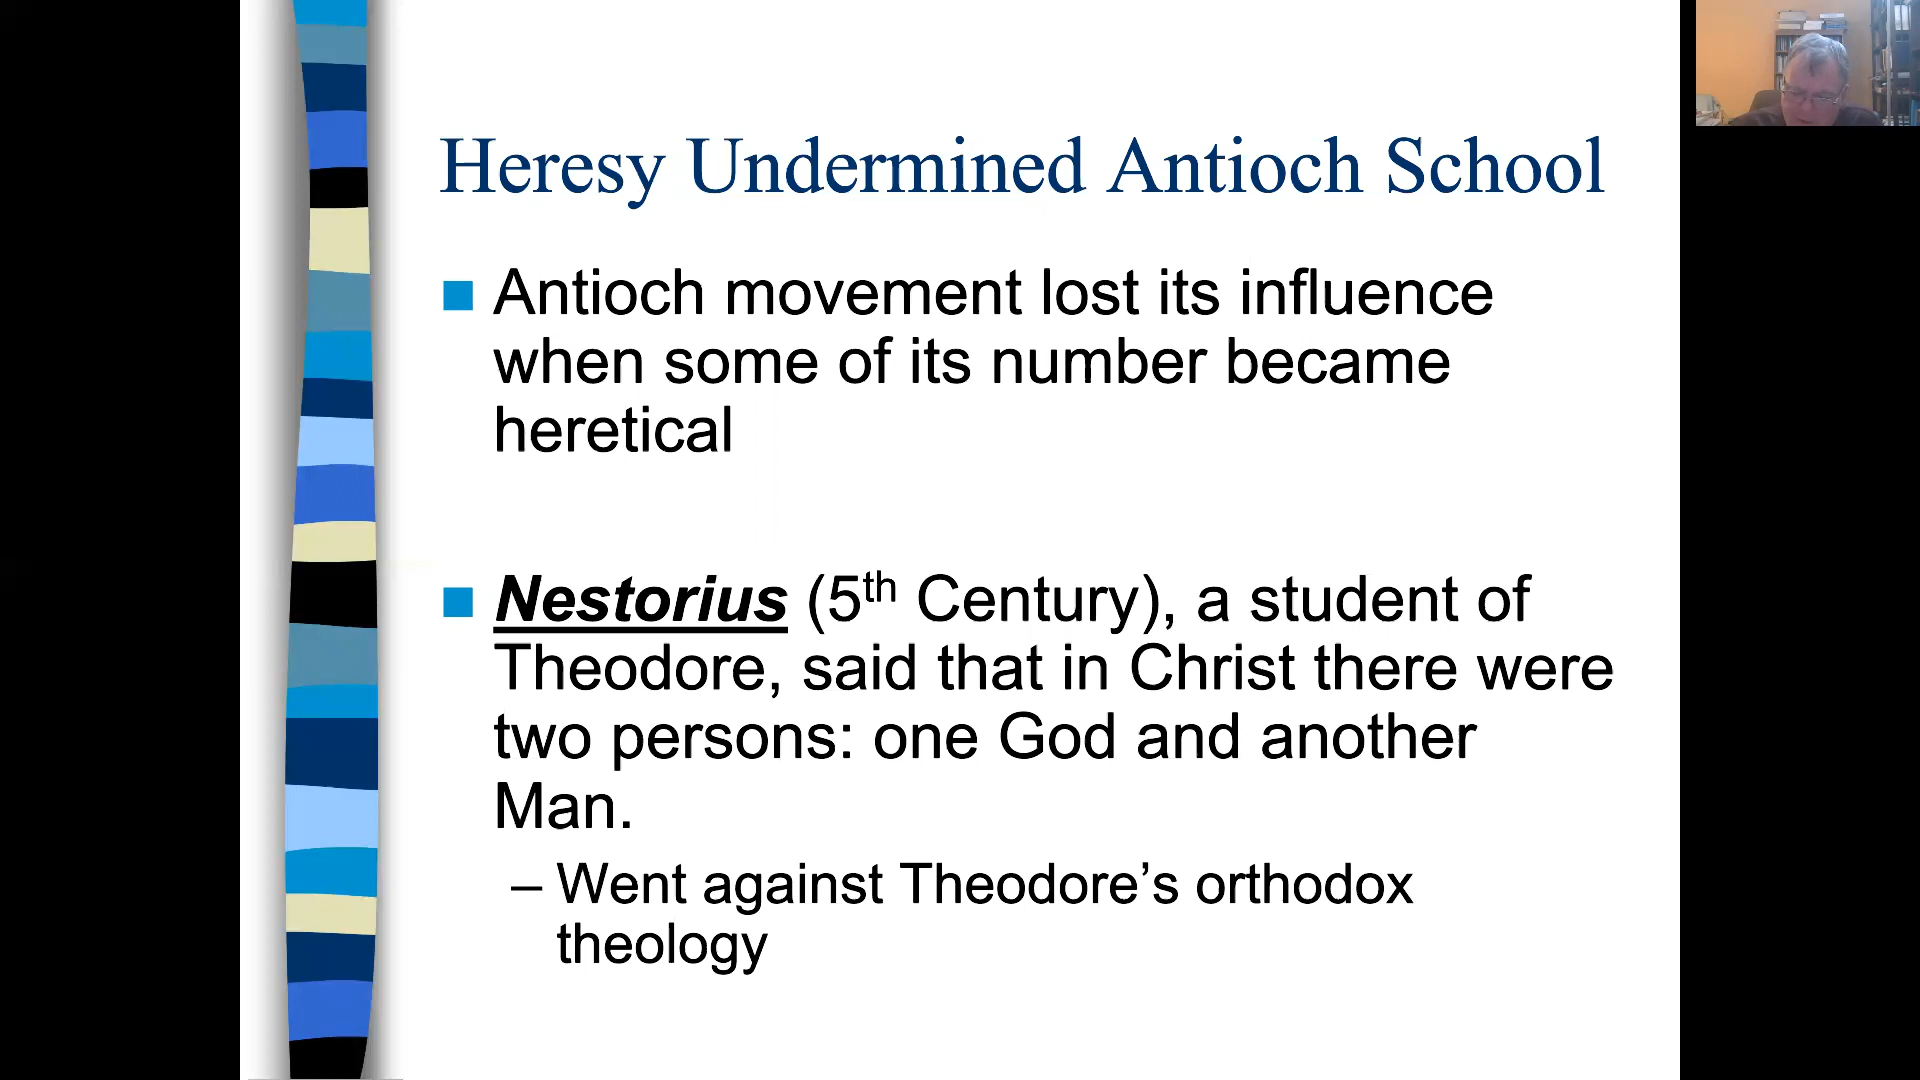 Heresy Undermined Antioch School
Antioch movement lost its influence
when some of its number became
heretical
Nestorius (5th Century), a student of
Theodore, said that in Christ there were
two persons: one God and another
Man.
– Went against Theodore’s orthodox
theology